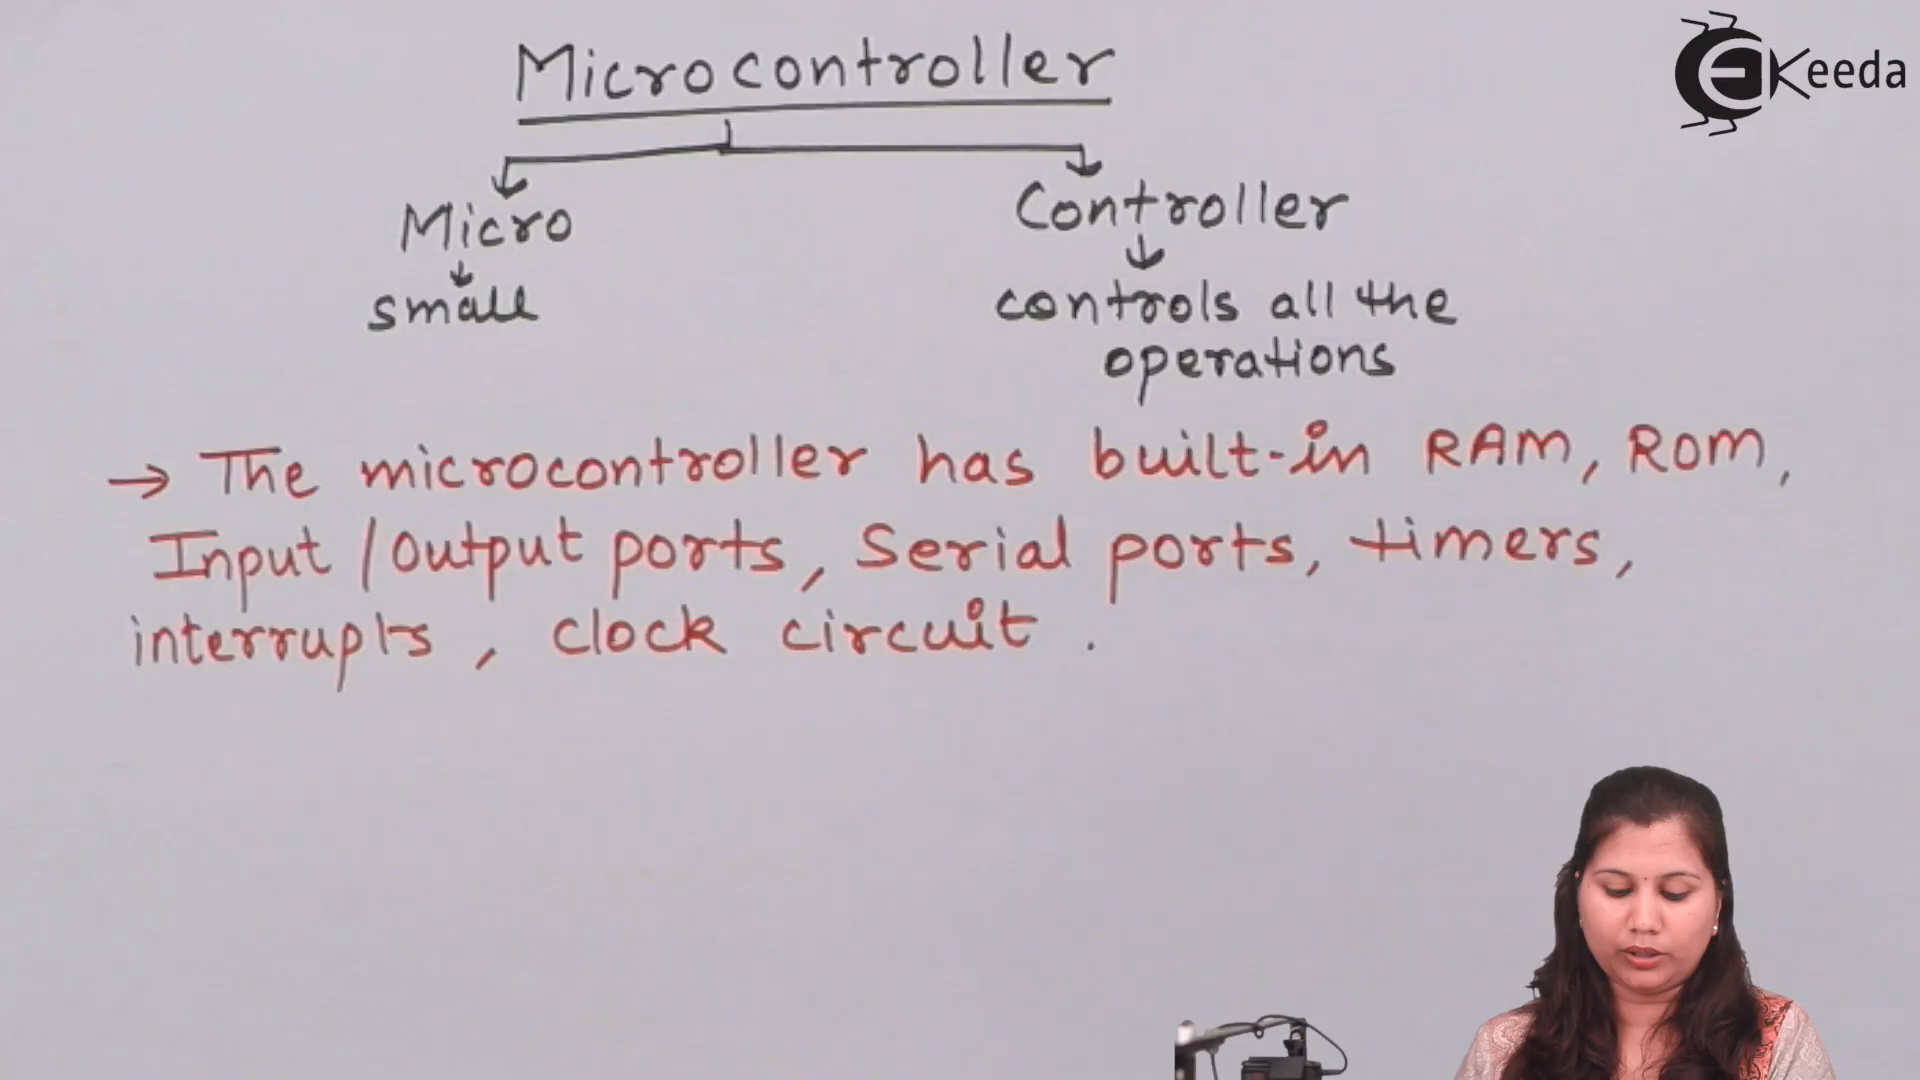 Microcontroller
EKeeda
Micro
Controller
small
controls all the
operations
→ The microcontroller has built-in RAM, ROM,
Input/Output ports, Serial ports, timers,
interrupts, clock circuit.